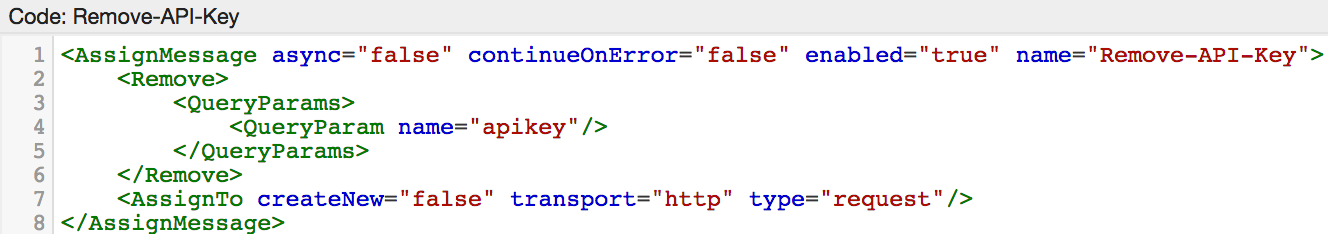 Code: Remove-API-Key
1 <AssignMessage async="false" continueOnError="false" enabled="true" name="Remove-API-Key">
2     <Remove>
3         <QueryParams>
4             <QueryParam name="apikey"/>
5         </QueryParams>
6     </Remove>
7     <AssignTo createNew="false" transport="http" type="request"/>
8 </AssignMessage>